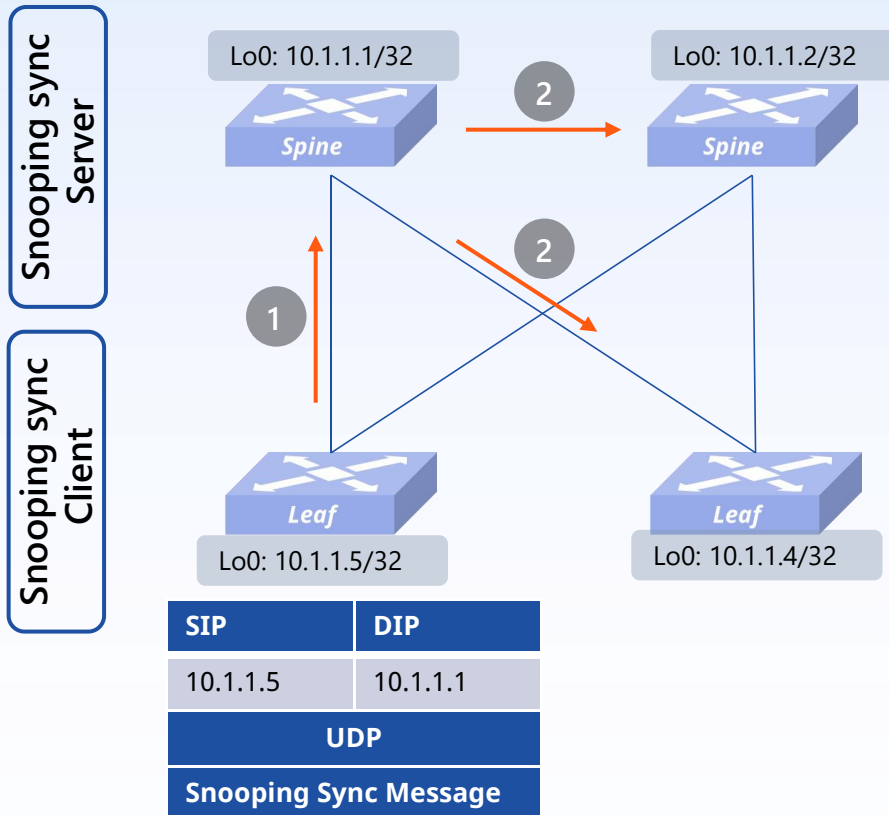 Snooping sync
Server
Lo0: 10.1.1.1/32
Lo0: 10.1.1.2/32
2
Spine
Spine
2
1
Snooping sync
Client
Leaf
Leaf
Lo0: 10.1.1.5/32
Lo0: 10.1.1.4/32
SIP DIP
10.1.1.5 10.1.1.1
UDP
Snooping Sync Message